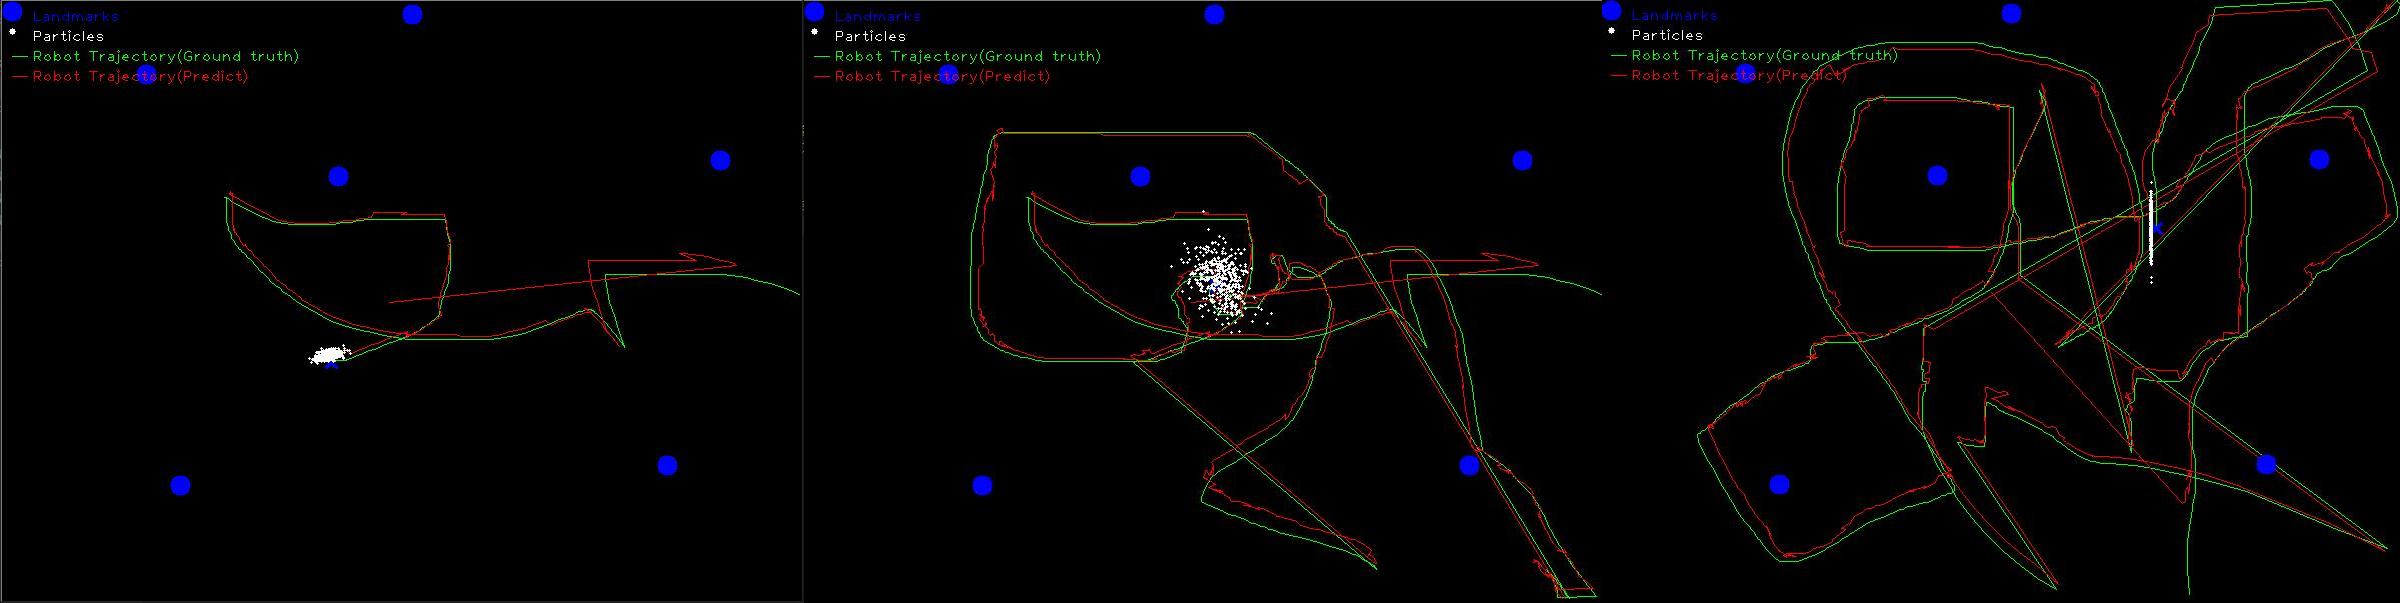 Landmarks
Particles
Robot Trajectory(Ground truth)
Robot Trajectory(Predict)
Landmarks
Particles
Robot Trajectory(Ground truth)
Robot Trajectory(Predict)
Landmarks
Particles
Robot Trajectory(Ground truth)
Robot Trajectory(Predict)